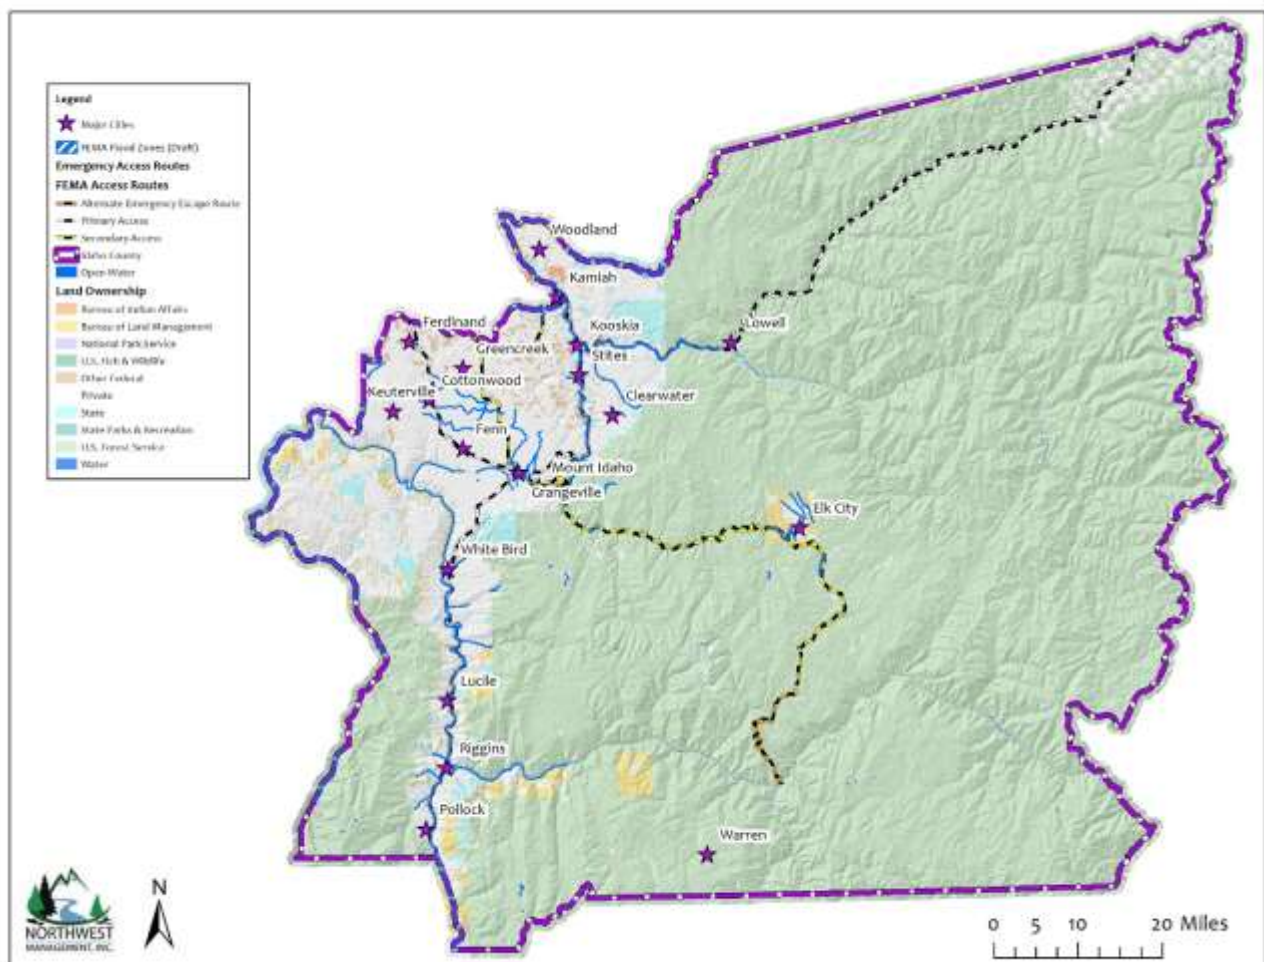 Legend
Major Cities
FEMA Flood Zones (Draft)
Emergency Access Routes
FEMA Access Routes
Alternate Emergency Escape Route
Primary Access
Secondary Access
Idaho County
Open Water
Land Ownership
Bureau of Indian Affairs
Bureau of Land Management
National Park Service
U.S. Fish & Wildlife
Other Federal
Private
State
State Parks & Recreation
U.S. Forest Service
Water
Woodland
Kamiah
Ferdinand
Kooskia
Lowell
Greencreek
Stites
Cottonwood
Keuterville
Clearwater
Fenn
Mount Idaho
Grangeville
Elk City
White Bird
Lucile
Riggins
Pollock
Warren
N
NORTHWEST
MANAGEMENT, INC.
0 5 10 20 Miles